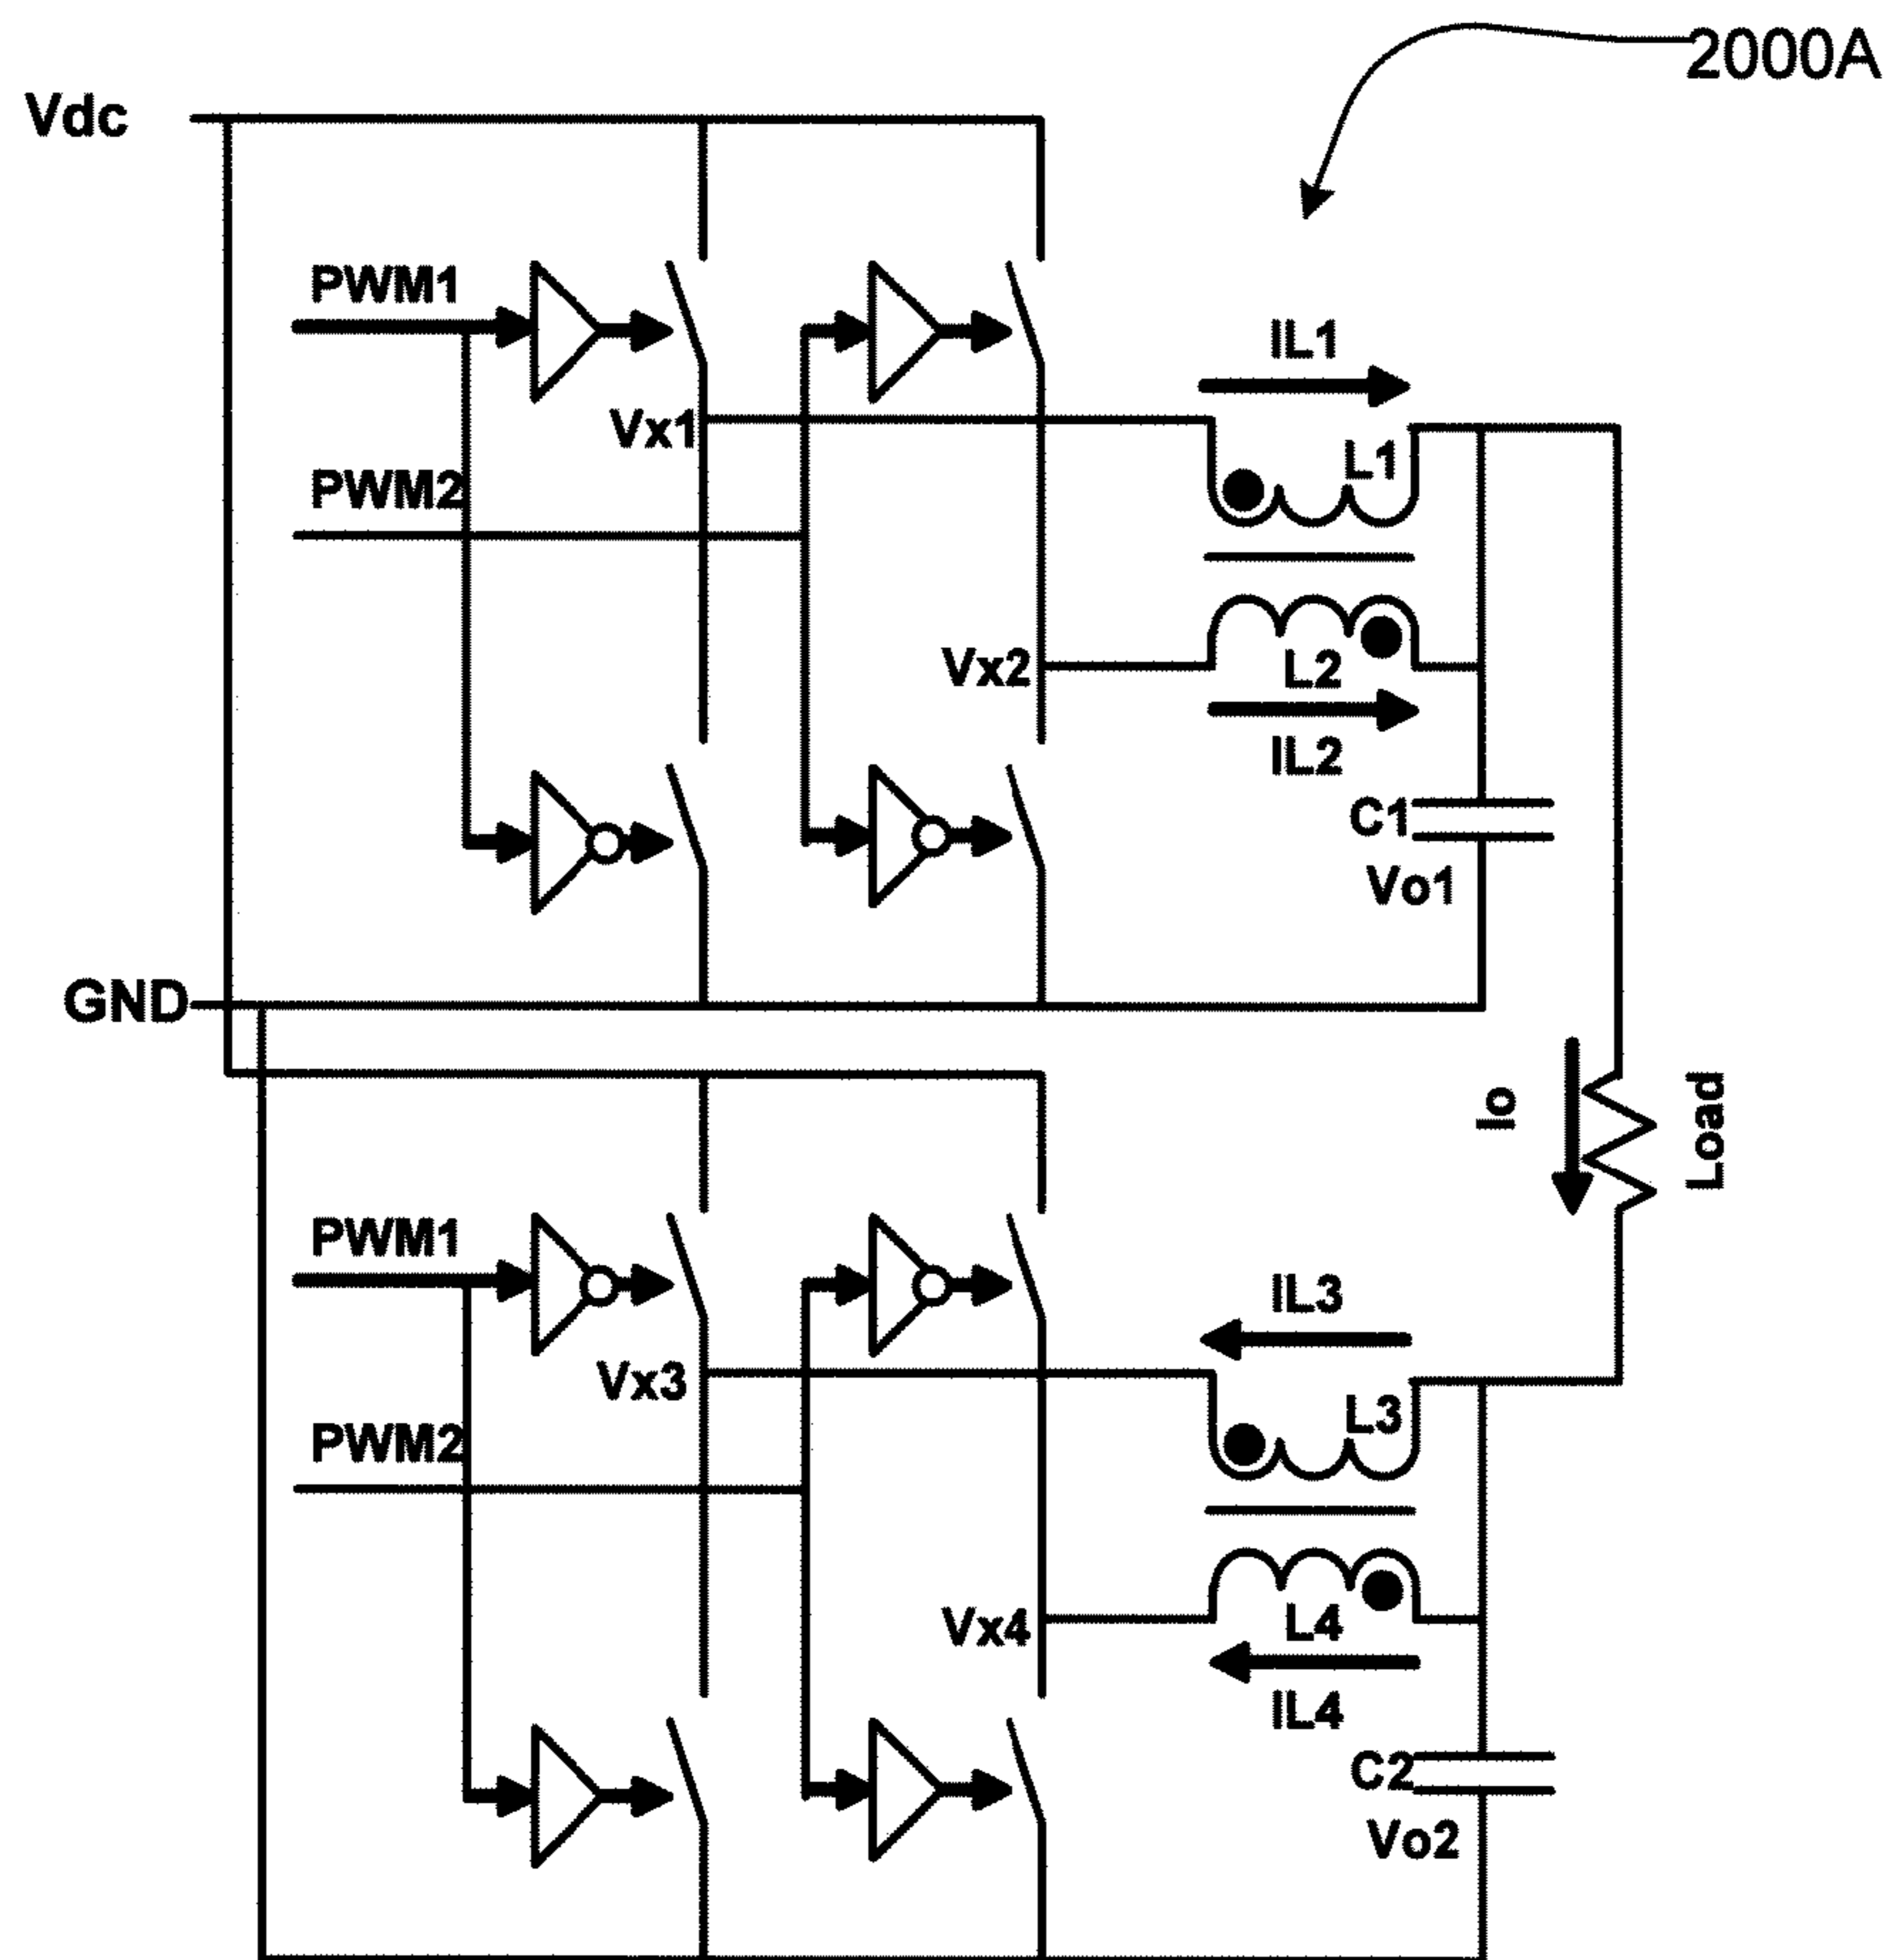 2000A
Vdc
PWM1
IL1
Vx1
L1
PWM2
Vx2
L2
IL2
C1
Vo1
GND
Io
Load
PWM1
IL3
Vx3
L3
PWM2
Vx4
L4
IL4
C2
Vo2